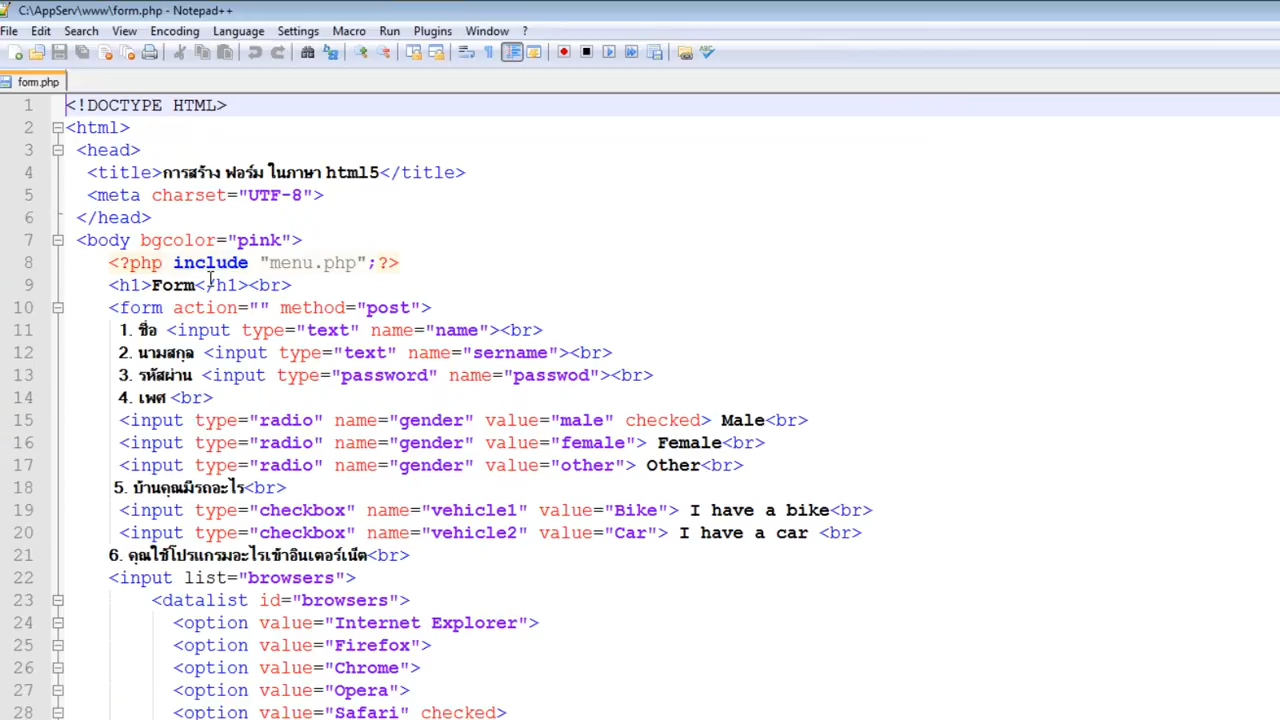 C:\AppServ\www\form.php - Notepad++
File Edit Search View Encoding Language Settings Macro Run Plugins Window ?
form.php
1 <!DOCTYPE HTML>
2 <html>
3 <head>
4 <title>การสร้าง ฟอร์ม ในภาษา html5</title>
5 <meta charset="UTF-8">
6 </head>
7 <body bgcolor="pink">
8 <?php include "menu.php";?>
9 <h1>Form</h1><br>
10 <form action="" method="post">
11 1. ชื่อ <input type="text" name="name"><br>
12 2. นามสกุล <input type="text" name="sername"><br>
13 3. รหัสผ่าน <input type="password" name="passwod"><br>
14 4. เพศ <br>
15 <input type="radio" name="gender" value="male" checked> Male<br>
16 <input type="radio" name="gender" value="female"> Female<br>
17 <input type="radio" name="gender" value="other"> Other<br>
18 5. บ้านคุณมีรถอะไร<br>
19 <input type="checkbox" name="vehicle1" value="Bike"> I have a bike<br>
20 <input type="checkbox" name="vehicle2" value="Car"> I have a car <br>
21 6. คุณใช้โปรแกรมอะไรเข้าอินเตอร์เน็ต<br>
22 <input list="browsers">
23 <datalist id="browsers">
24 <option value="Internet Explorer">
25 <option value="Firefox">
26 <option value="Chrome">
27 <option value="Opera">
28 <option value="Safari" checked>